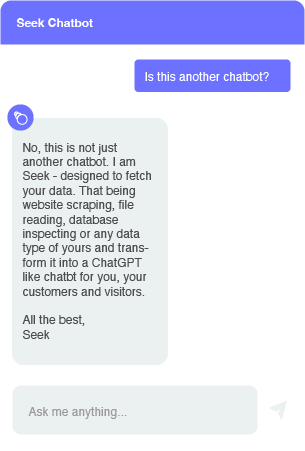 Seek Chatbot
Is this another chatbot?
No, this is not just
another chatbot. I am
Seek - designed to fetch
your data. That being
website scraping, file
reading, database
inspecting or any data
type of yours and trans-
form it into a ChatGPT
like chatbt for you, your
customers and visitors.
All the best,
Seek
Ask me anything...